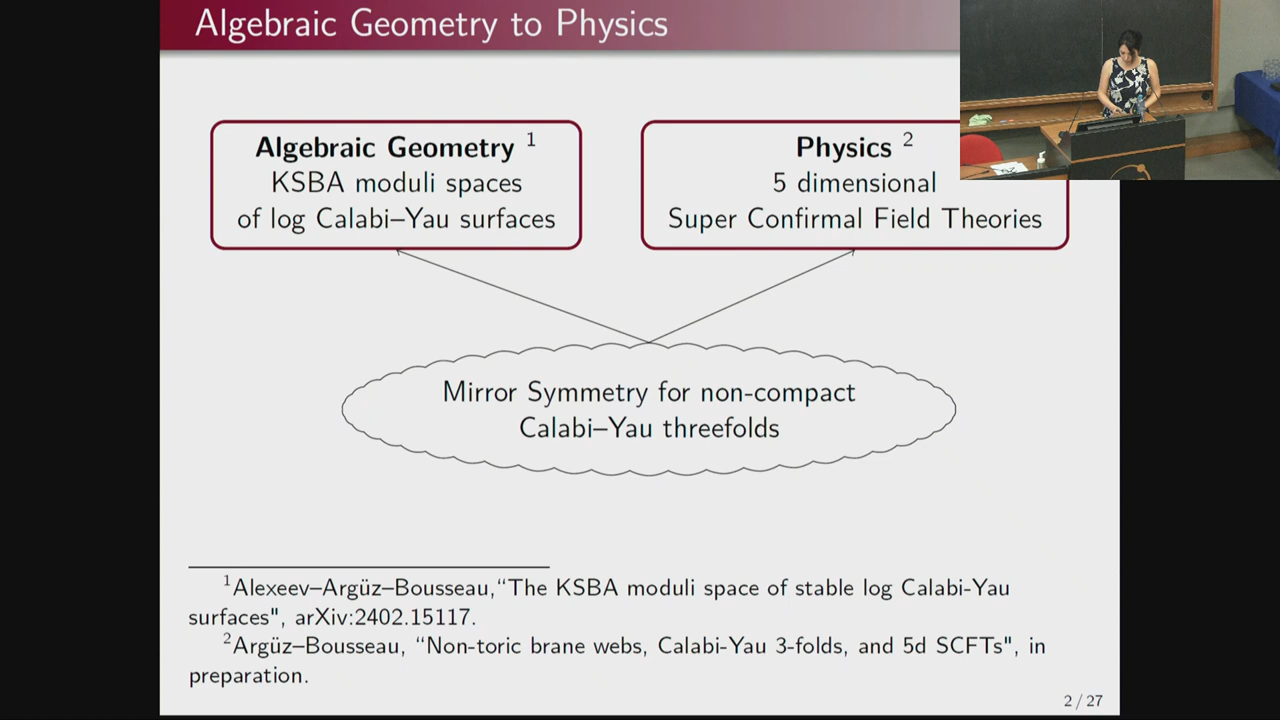 Algebraic Geometry to Physics
Algebraic Geometry 1
KSBA moduli spaces
of log Calabi–Yau surfaces
Physics 2
5 dimensional
Super Confirmal Field Theories
Mirror Symmetry for non-compact
Calabi–Yau threefolds
1Alexeev–Argüz–Bousseau,“The KSBA moduli space of stable log Calabi-Yau
surfaces", arXiv:2402.15117.
2Argüz–Bousseau, “Non-toric brane webs, Calabi-Yau 3-folds, and 5d SCFTs", in
preparation.
2 / 27